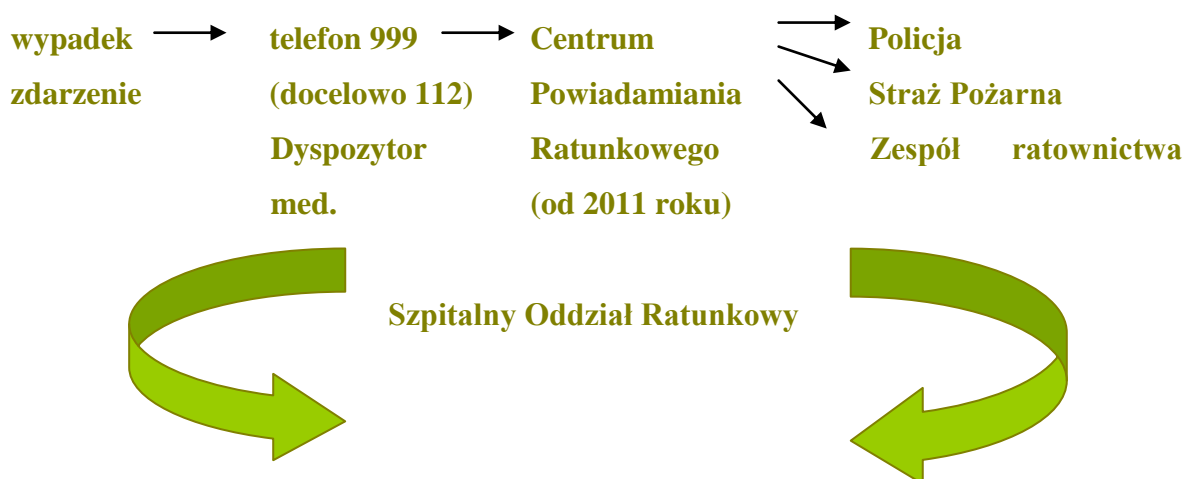 wypadek telefon 999 Centrum Policja
zdarzenie (docelowo 112) Powiadamiania Straż Pożarna
Dyspozytor Ratunkowego Zespół ratownictwa
med. (od 2011 roku)
Szpitalny Oddział Ratunkowy